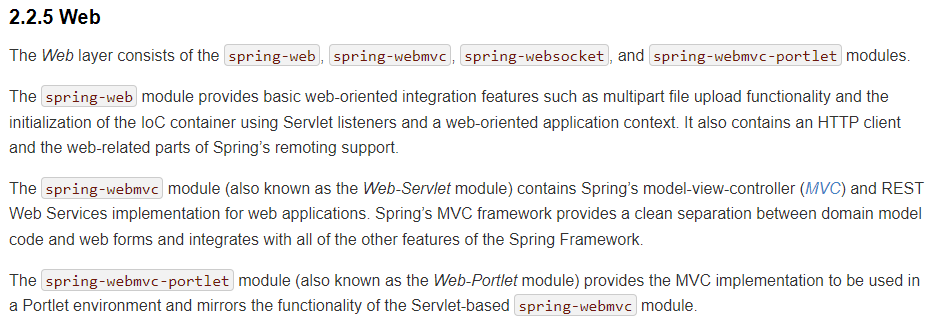 2.2.5 Web
The Web layer consists of the spring-web, spring-webmvc, spring-websocket, and spring-webmvc-portlet modules.
The spring-web module provides basic web-oriented integration features such as multipart file upload functionality and the
initialization of the IoC container using Servlet listeners and a web-oriented application context. It also contains an HTTP client
and the web-related parts of Spring’s remoting support.
The spring-webmvc module (also known as the Web-Servlet module) contains Spring’s model-view-controller (MVC) and REST
Web Services implementation for web applications. Spring’s MVC framework provides a clean separation between domain model
code and web forms and integrates with all of the other features of the Spring Framework.
The spring-webmvc-portlet module (also known as the Web-Portlet module) provides the MVC implementation to be used in
a Portlet environment and mirrors the functionality of the Servlet-based spring-webmvc module.